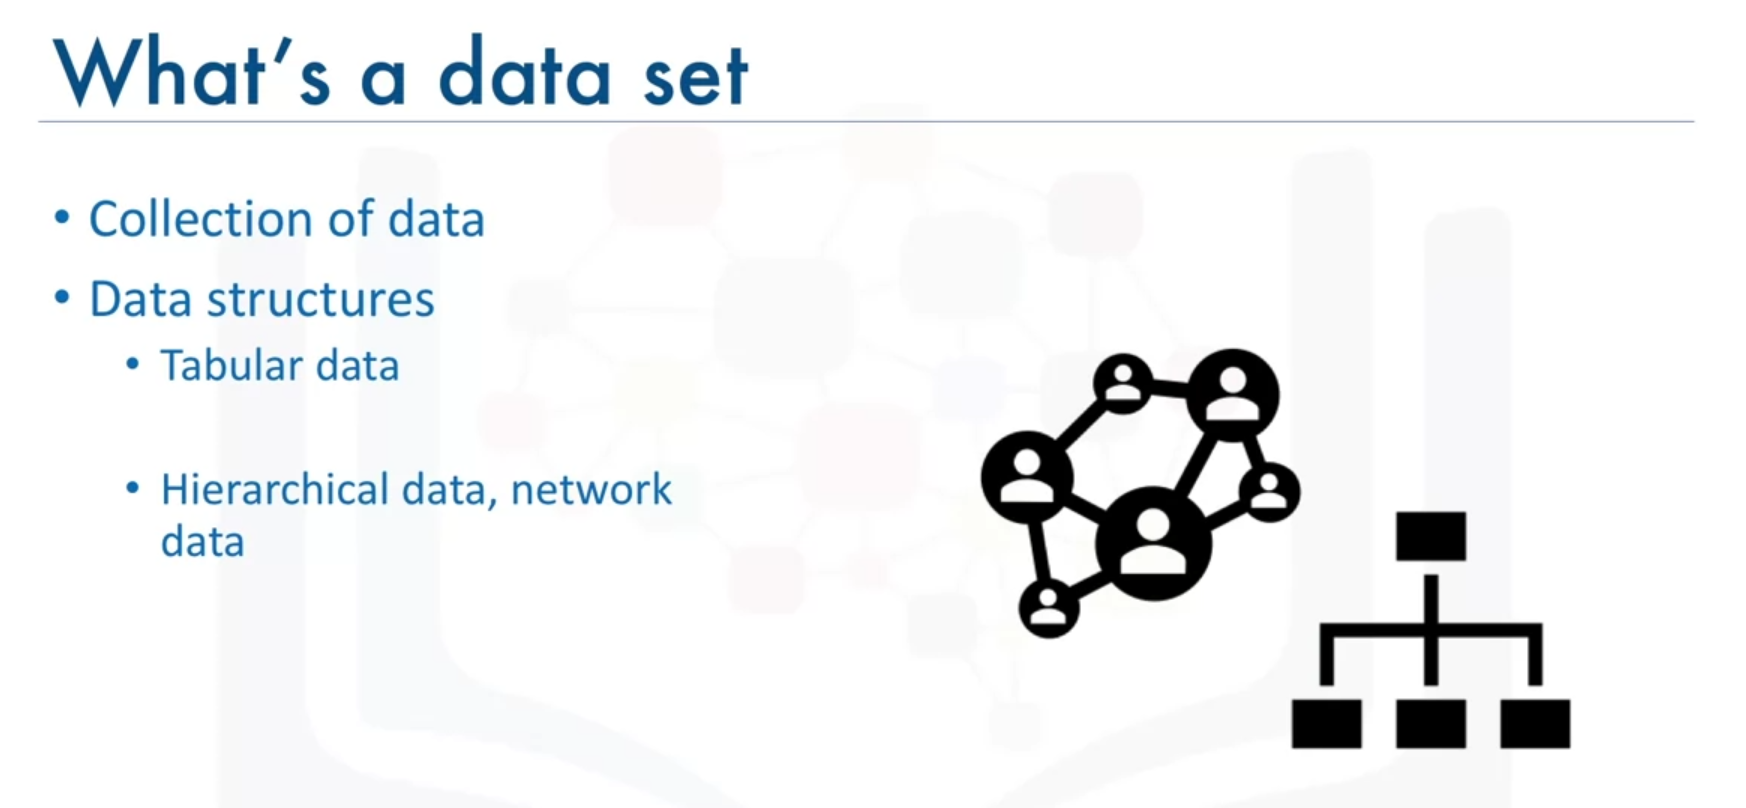 What's a data set
• Collection of data
• Data structures
• Tabular data
• Hierarchical data, network
data